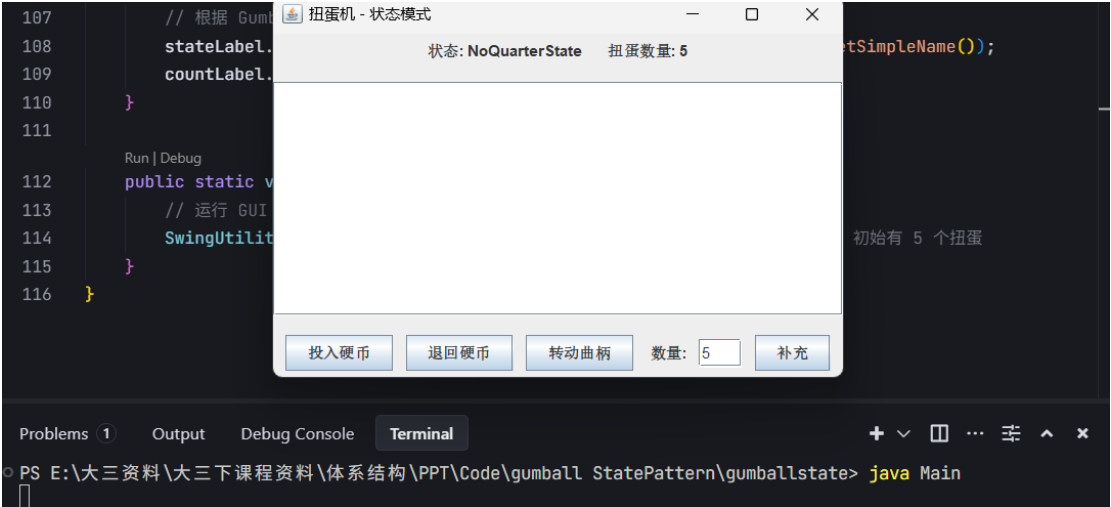 扭蛋机 - 状态模式
状态: NoQuarterState 扭蛋数量: 5
投入硬币 退回硬币 转动曲柄 数量: 5 补充
107 // 根据 Gumb
108 stateLabel. etSimpleName());
109 countLabel.
110 }
111
Run | Debug
112 public static v
113 // 运行 GUI
114 SwingUtilit 初始有 5 个扭蛋
115 }
116 }
Problems 1 Output Debug Console Terminal
PS E:\大三资料\大三下课程资料\体系结构\PPT\Code\gumball StatePattern\gumballstate> java Main